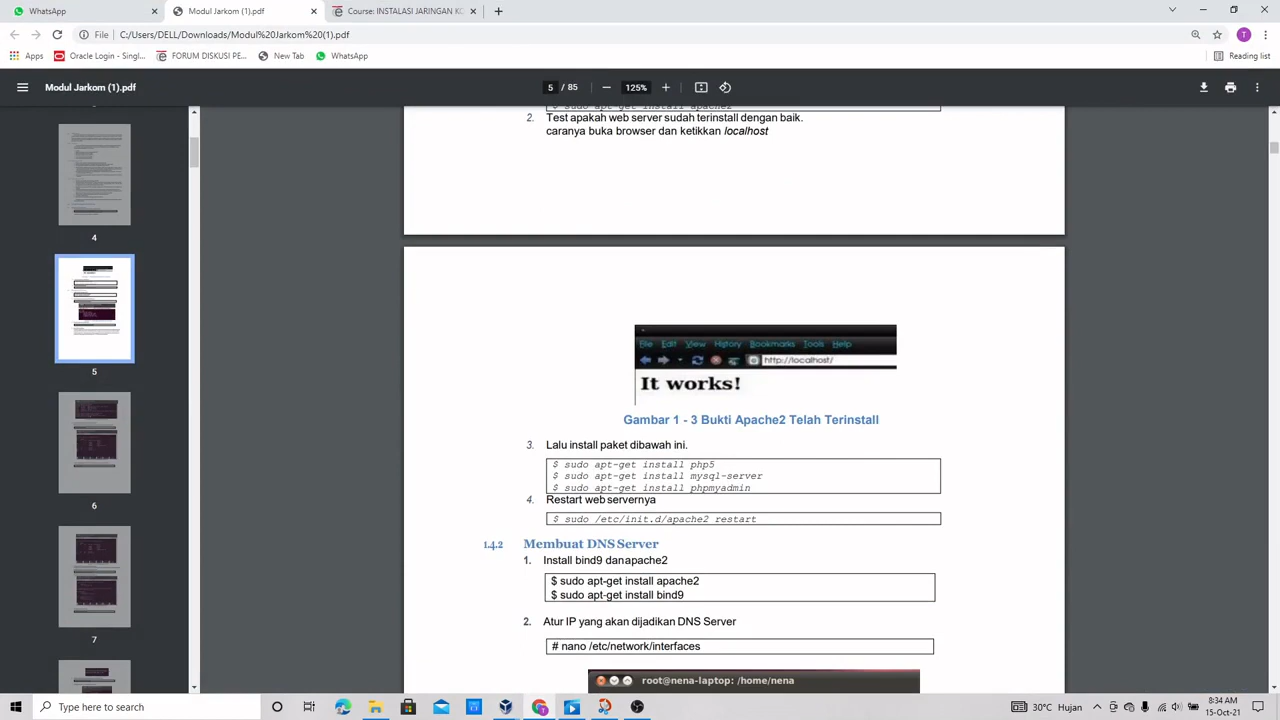 WhatsApp
Modul Jarkom (1).pdf
Course: INSTALASI JARINGAN KO
File
C:/Users/DELL/Downloads/Modul%20Jarkom%20(1).pdf
T
Apps
Oracle Login - Singl...
FORUM DISKUSI PE...
New Tab
WhatsApp
Reading list
Modul Jarkom (1).pdf
5 / 85
125%
$ sudo apt-get install apache2
2. Test apakah web server sudah terinstall dengan baik.
caranya buka browser dan ketikkan localhost
4
5
6
7
File Edit View History Bookmarks Tools Help
http://localhost/
It works!
Gambar 1 - 3 Bukti Apache2 Telah Terinstall
3. Lalu install paket dibawah ini.
$ sudo apt-get install php5
$ sudo apt-get install mysql-server
$ sudo apt-get install phpmyadmin
4. Restart web servernya
$ sudo /etc/init.d/apache2 restart
1.4.2 Membuat DNS Server
1. Install bind9 danapache2
$ sudo apt-get install apache2
$ sudo apt-get install bind9
2. Atur IP yang akan dijadikan DNS Server
# nano /etc/network/interfaces
root@nena-laptop: /home/nena
Type here to search
30°C Hujan
8:34 AM
15-Oct-21